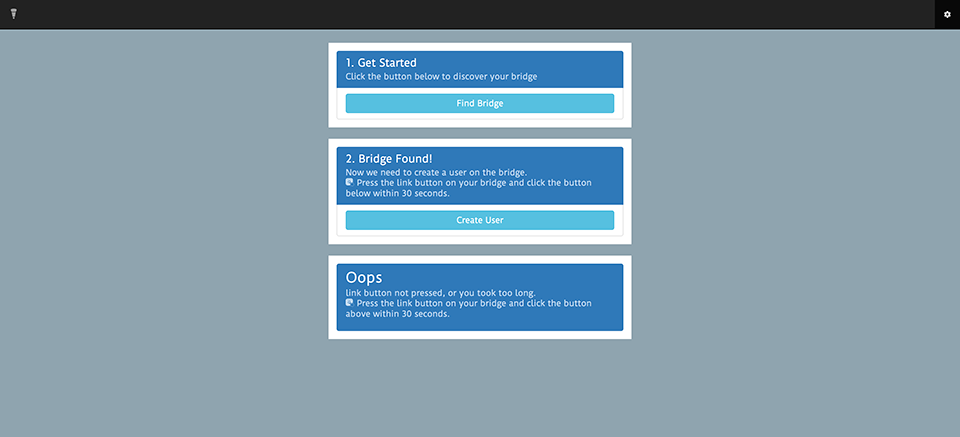 1. Get Started
Click the button below to discover your bridge
Find Bridge
2. Bridge Found!
Now we need to create a user on the bridge.
Press the link button on your bridge and click the button
below within 30 seconds.
Create User
Oops
link button not pressed, or you took too long.
Press the link button on your bridge and click the button
above within 30 seconds.